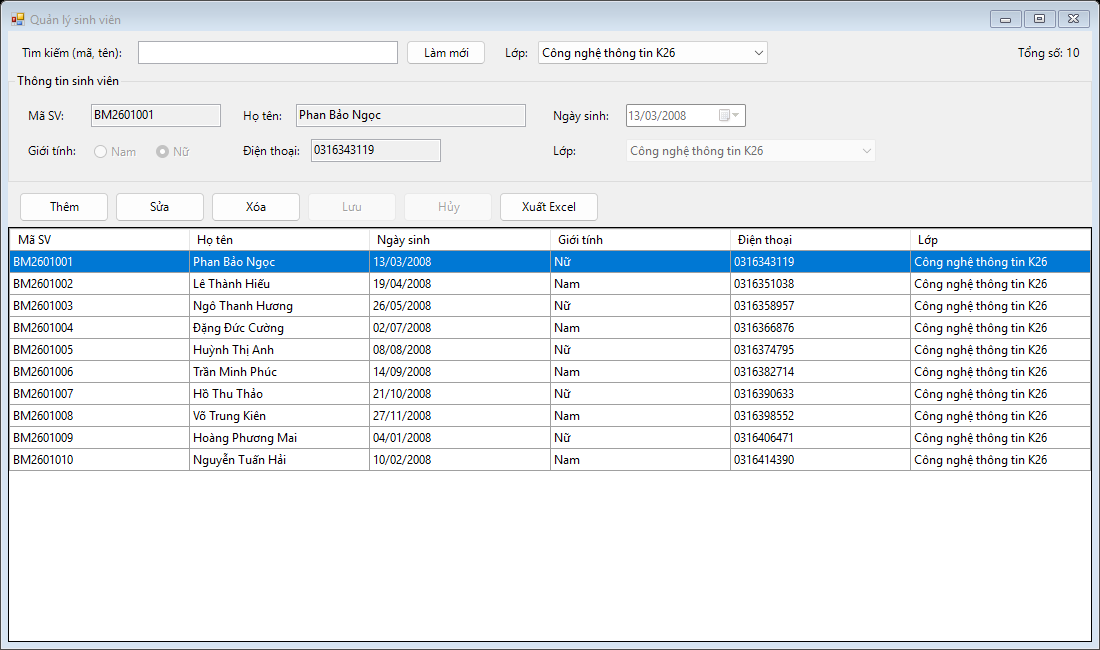 Quản lý sinh viên
Tìm kiếm (mã, tên): Làm mới Lớp: Công nghệ thông tin K26 Tổng số: 10
Thông tin sinh viên
Mã SV: BM2601001 Họ tên: Phan Bảo Ngọc Ngày sinh: 13/03/2008
Giới tính: Nam Nữ Điện thoại: 0316343119 Lớp: Công nghệ thông tin K26
Thêm Sửa Xóa Lưu Hủy Xuất Excel
Mã SV Họ tên Ngày sinh Giới tính Điện thoại Lớp
BM2601001 Phan Bảo Ngọc 13/03/2008 Nữ 0316343119 Công nghệ thông tin K26
BM2601002 Lê Thành Hiếu 19/04/2008 Nam 0316351038 Công nghệ thông tin K26
BM2601003 Ngô Thanh Hương 26/05/2008 Nữ 0316358957 Công nghệ thông tin K26
BM2601004 Đặng Đức Cường 02/07/2008 Nam 0316366876 Công nghệ thông tin K26
BM2601005 Huỳnh Thị Anh 08/08/2008 Nữ 0316374795 Công nghệ thông tin K26
BM2601006 Trần Minh Phúc 14/09/2008 Nam 0316382714 Công nghệ thông tin K26
BM2601007 Hồ Thu Thảo 21/10/2008 Nữ 0316390633 Công nghệ thông tin K26
BM2601008 Võ Trung Kiên 27/11/2008 Nam 0316398552 Công nghệ thông tin K26
BM2601009 Hoàng Phương Mai 04/01/2008 Nữ 0316406471 Công nghệ thông tin K26
BM2601010 Nguyễn Tuấn Hải 10/02/2008 Nam 0316414390 Công nghệ thông tin K26